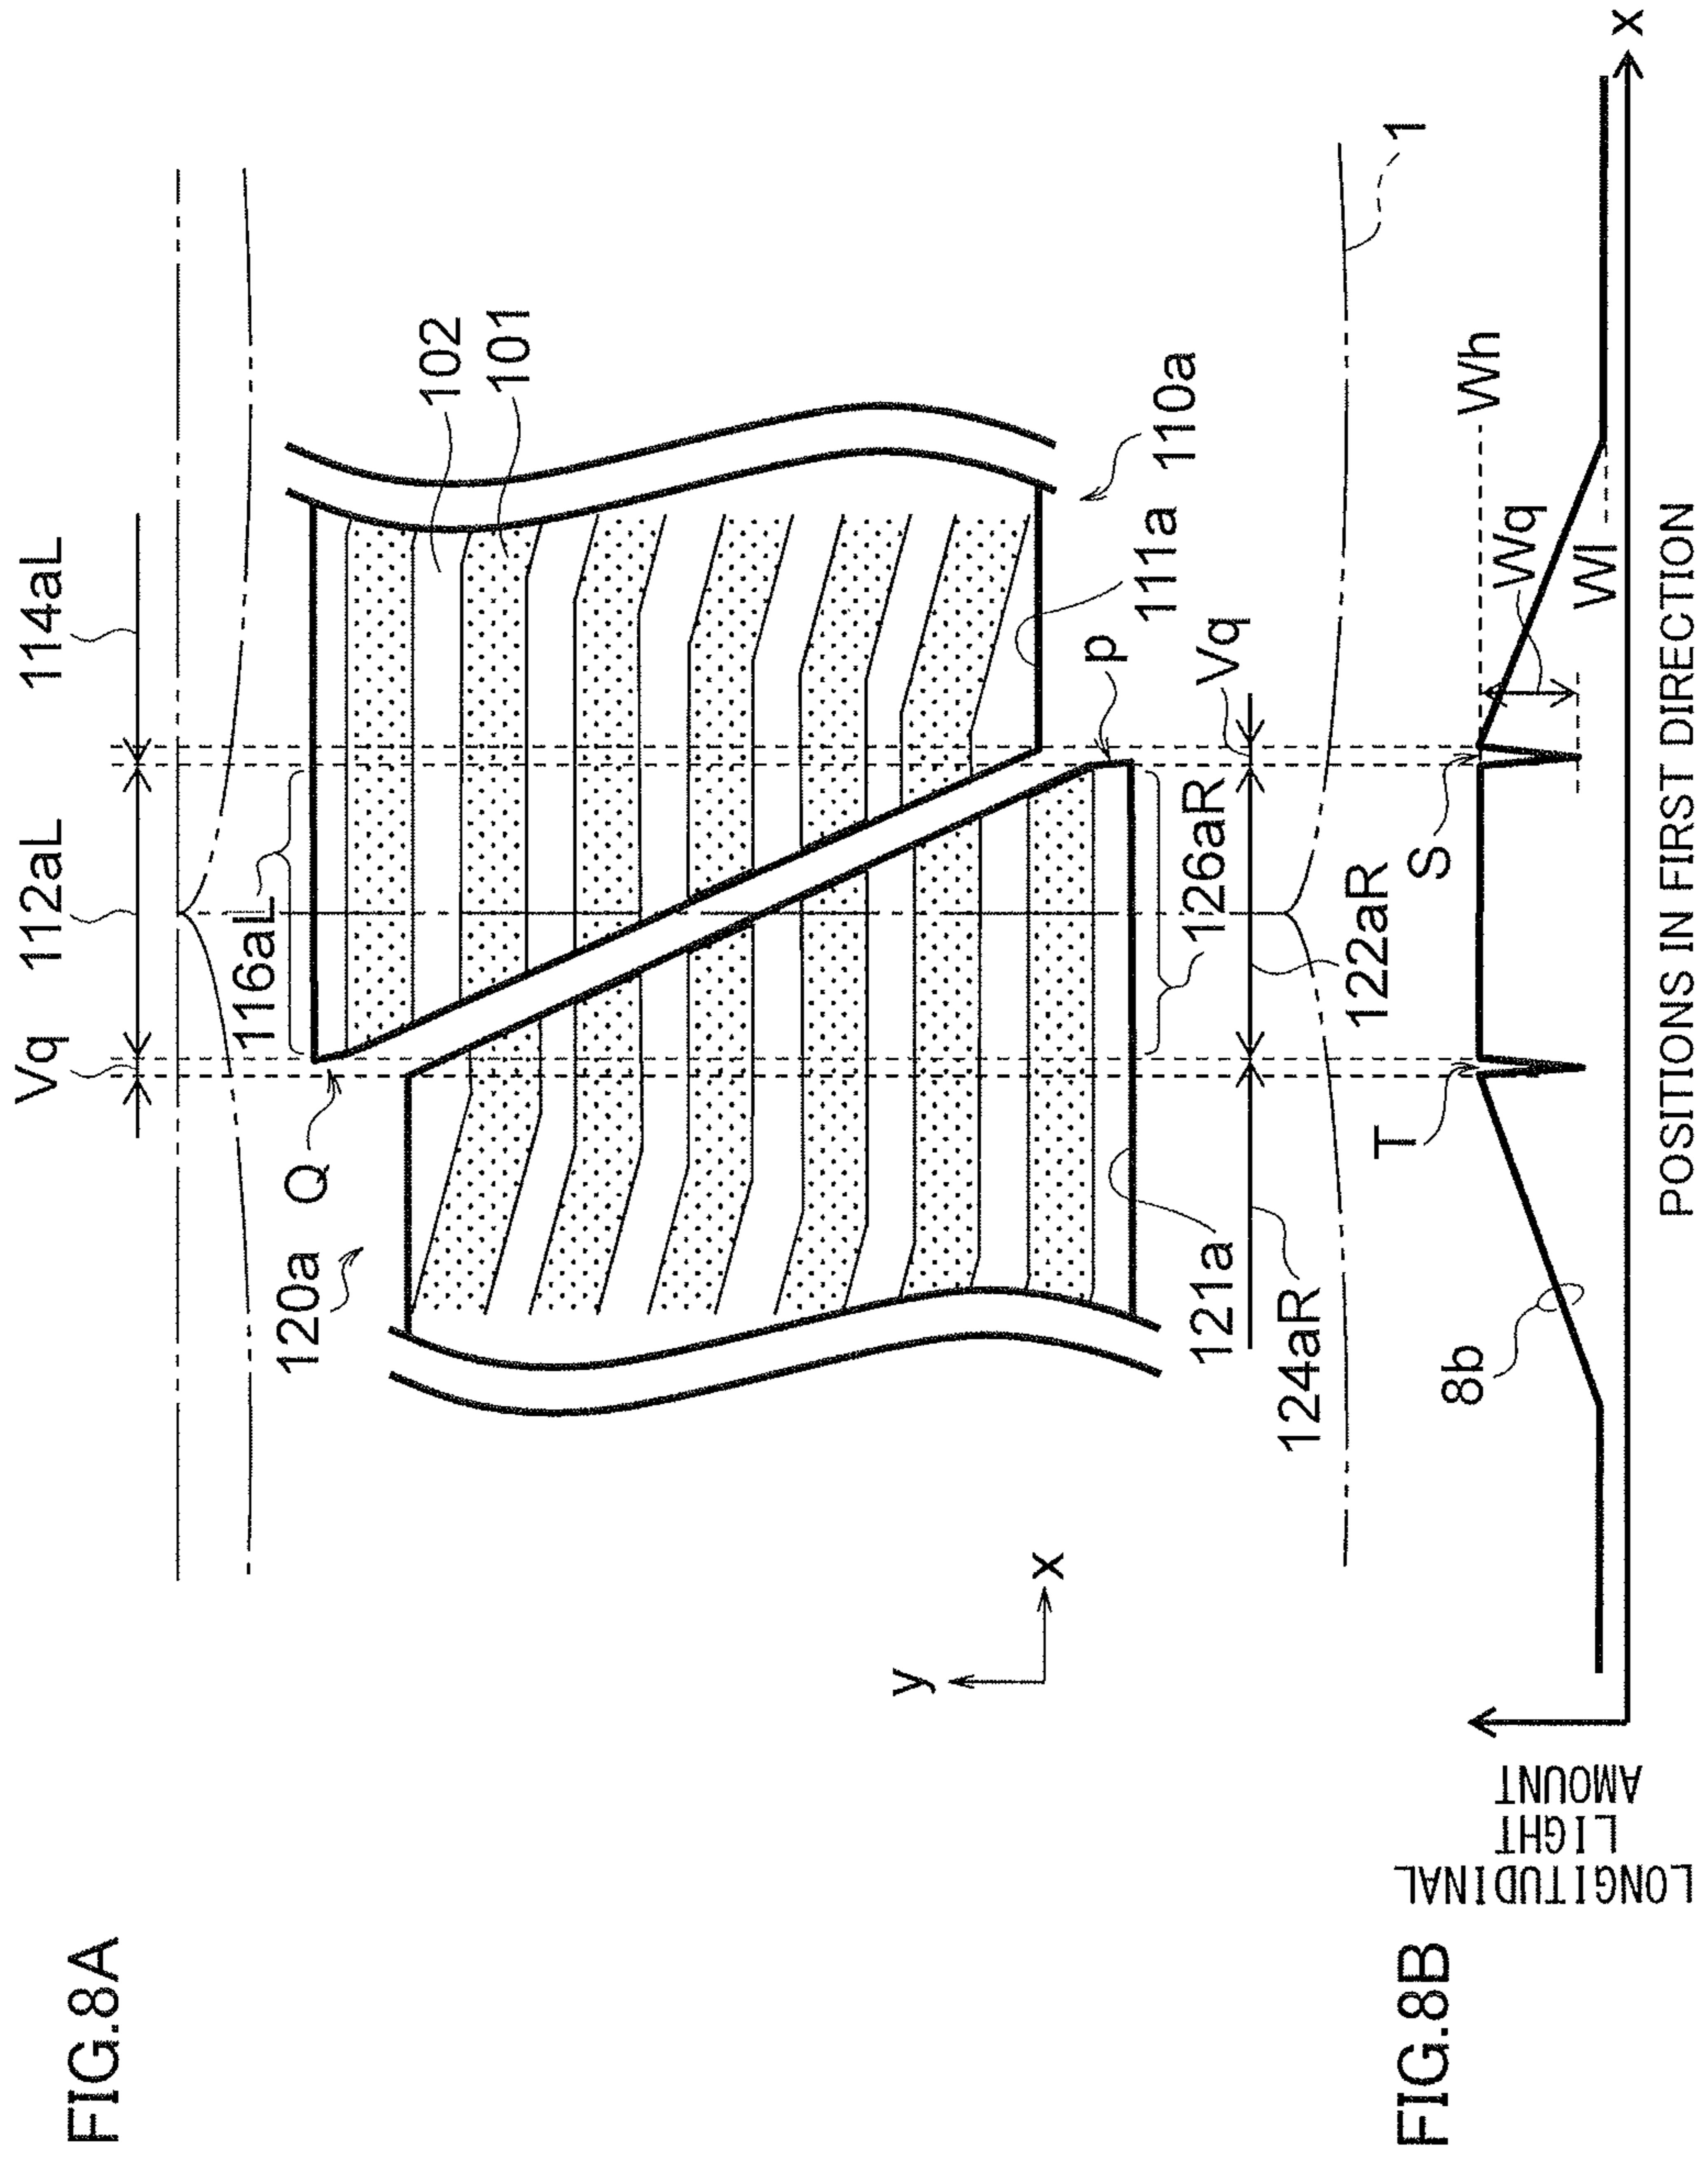 FIG.8A
Vq
112aL
114aL
116aL
Q
120a
102
101
110a
111a
p
Vq
126aR
122aR
121a
124aR
1
y
x
FIG.8B
LONGITUDINAL
LIGHT
AMOUNT
8b
T
S
Wh
Wq
Wl
x
POSITIONS IN FIRST DIRECTION